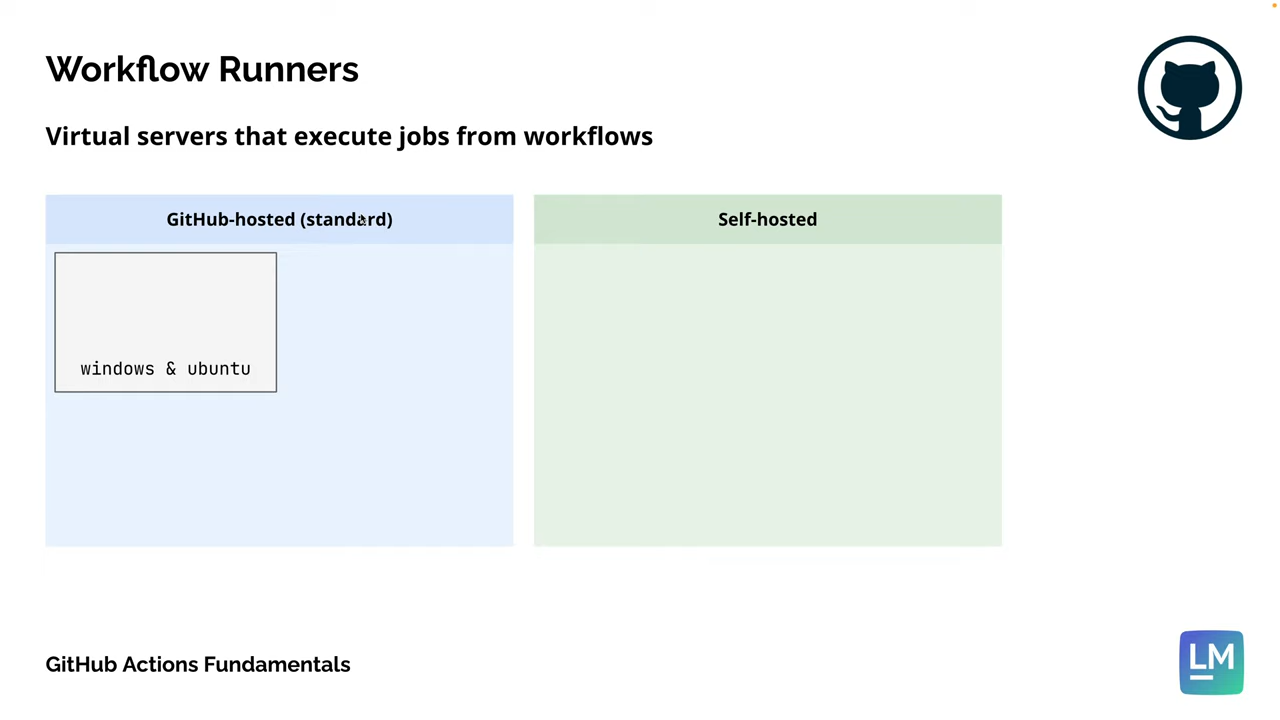 Workflow Runners
Virtual servers that execute jobs from workflows
GitHub-hosted (standard)
Self-hosted
windows & ubuntu
GitHub Actions Fundamentals
LM